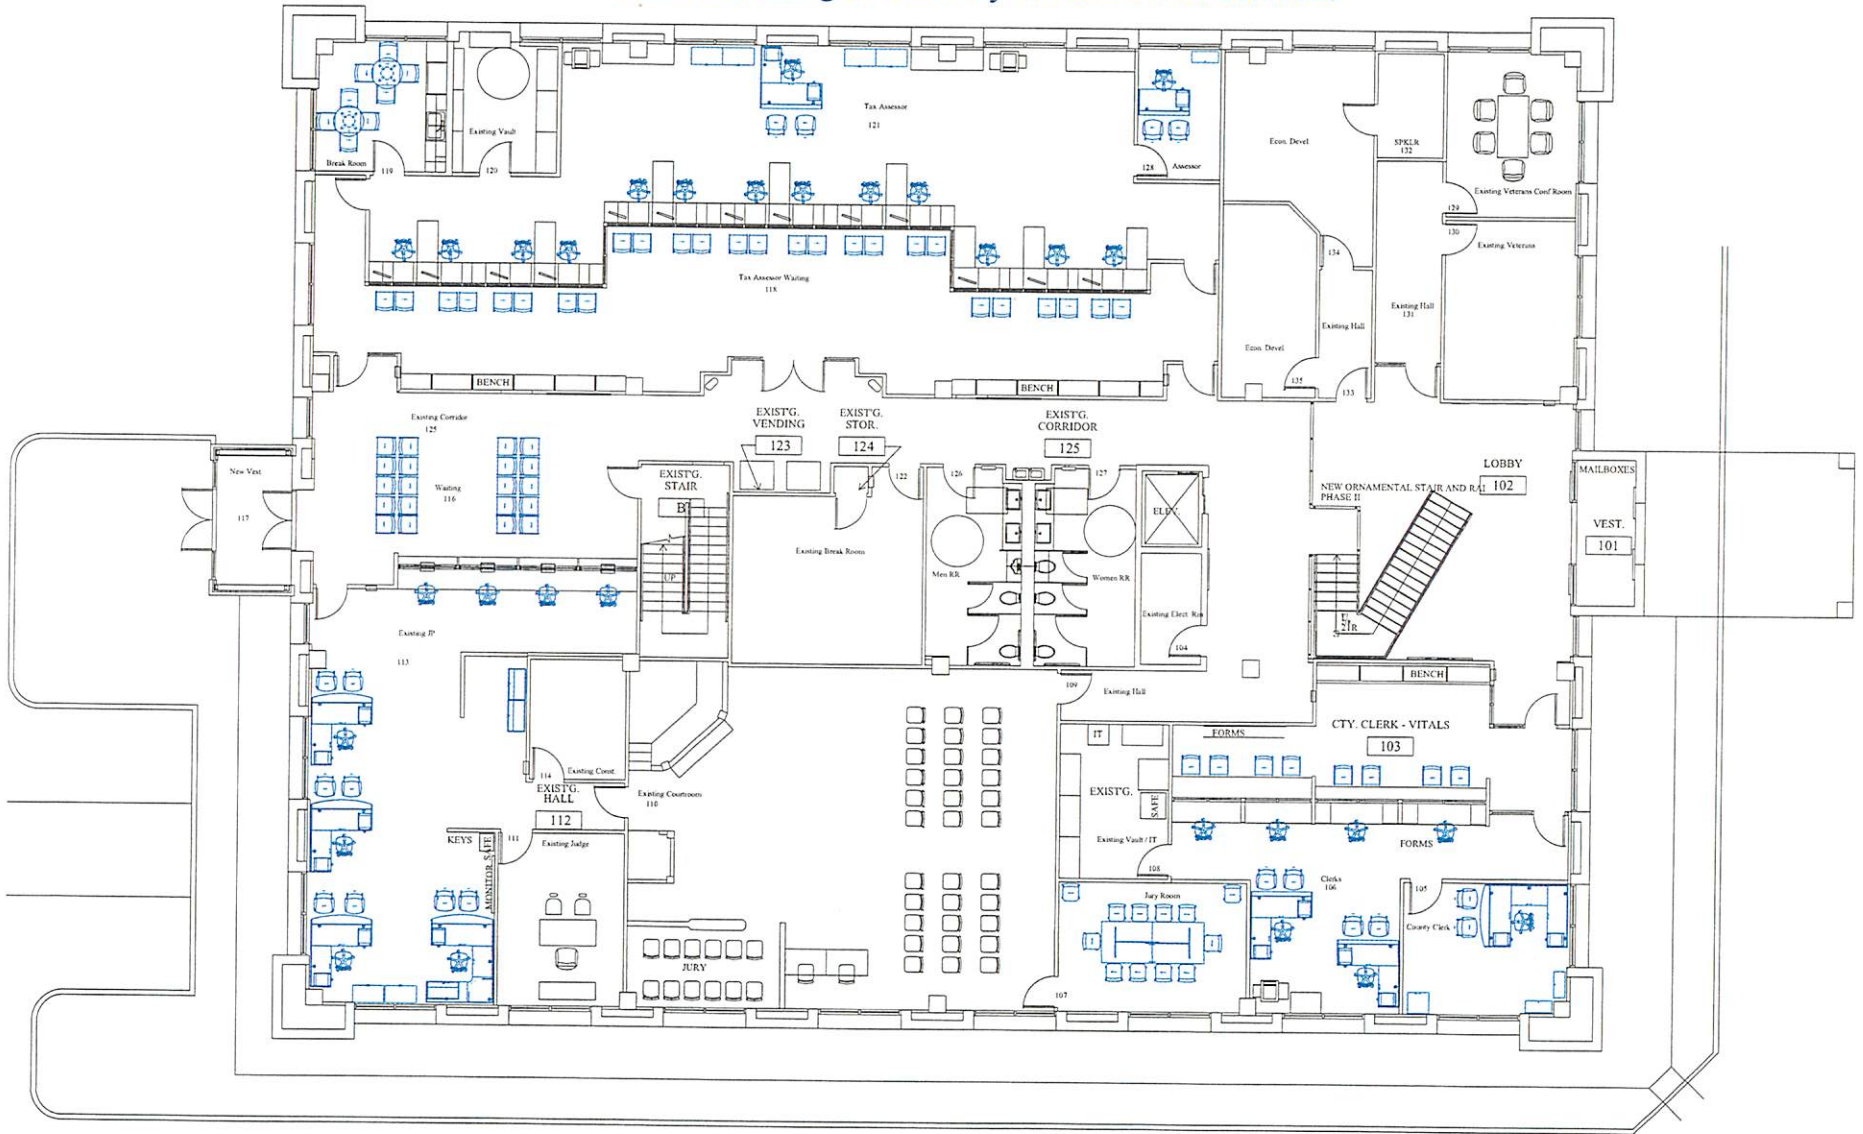 Tax Assessor
121
Existing Vault
Break Room
119
120
128
Assessor
Econ. Devel
SPKLR
132
Existing Veterans Conf Room
129
130
Existing Veterans
134
Tax Assessor Waiting
118
Existing Hall
131
Existing Hall
Econ. Devel
135
133
BENCH
BENCH
Existing Corridor
125
EXIST'G.
VENDING
123
EXIST'G.
STOR.
124
EXIST'G.
CORRIDOR
125
New Vest
117
Waiting
116
EXIST'G.
STAIR
UP
122
126
127
ELEV.
LOBBY
102
NEW ORNAMENTAL STAIR AND RAI
PHASE II
MAILBOXES
VEST.
101
Existing Break Room
Men RR
Women RR
Existing Elect. Rm
104
Existing JP
113
109
Existing Hall
BENCH
CTY. CLERK - VITALS
103
FORMS
IT
EXIST'G.
SAFE
Existing Vault / IT
108
114
Existing Const.
EXIST'G.
HALL
112
Existing Courtroom
110
KEYS
111
Existing Judge
MONITOR
SAFE
FORMS
Clerks
106
105
County Clerk
Jury Room
JURY
107